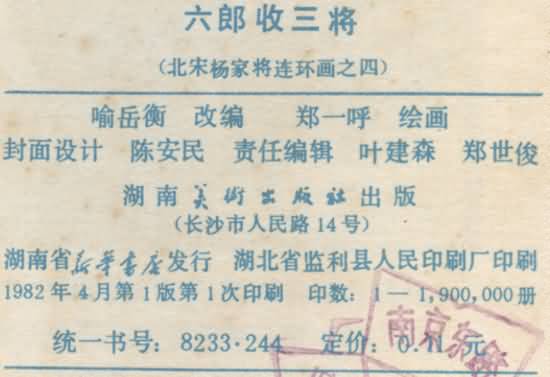 六郎收三将
（北宋杨家将连环画之四）
喻岳衡 改编 郑一呼 绘画
封面设计 陈安民 责任编辑 叶建森 郑世俊
湖南美術出版社出版
（长沙市人民路14号）
湖南省新华書店发行 湖北省监利县人民印刷厂印刷
1982年4月第1版第1次印刷 印数：1—1,900,000册
统一书号：8233·244 定价：0.11元
南京东